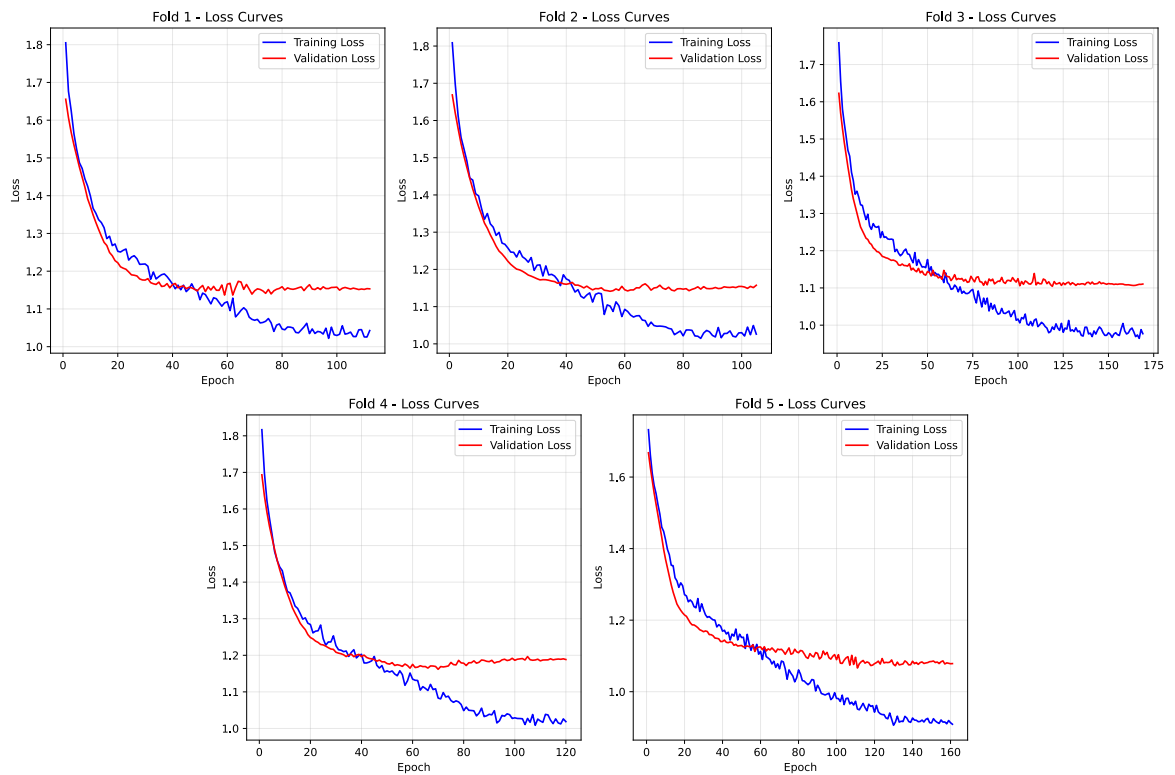 Fold 1 - Loss Curves
Training Loss
Validation Loss
1.8
1.7
1.6
1.5
1.4
1.3
1.2
1.1
1.0
Loss
0 20 40 60 80 100
Epoch
Fold 2 - Loss Curves
Training Loss
Validation Loss
1.8
1.7
1.6
1.5
1.4
1.3
1.2
1.1
1.0
Loss
0 20 40 60 80 100
Epoch
Fold 3 - Loss Curves
Training Loss
Validation Loss
1.7
1.6
1.5
1.4
1.3
1.2
1.1
1.0
Loss
0 25 50 75 100 125 150 175
Epoch
Fold 4 - Loss Curves
Training Loss
Validation Loss
1.8
1.7
1.6
1.5
1.4
1.3
1.2
1.1
1.0
Loss
0 20 40 60 80 100 120
Epoch
Fold 5 - Loss Curves
Training Loss
Validation Loss
1.6
1.4
1.2
1.0
Loss
0 20 40 60 80 100 120 140 160
Epoch